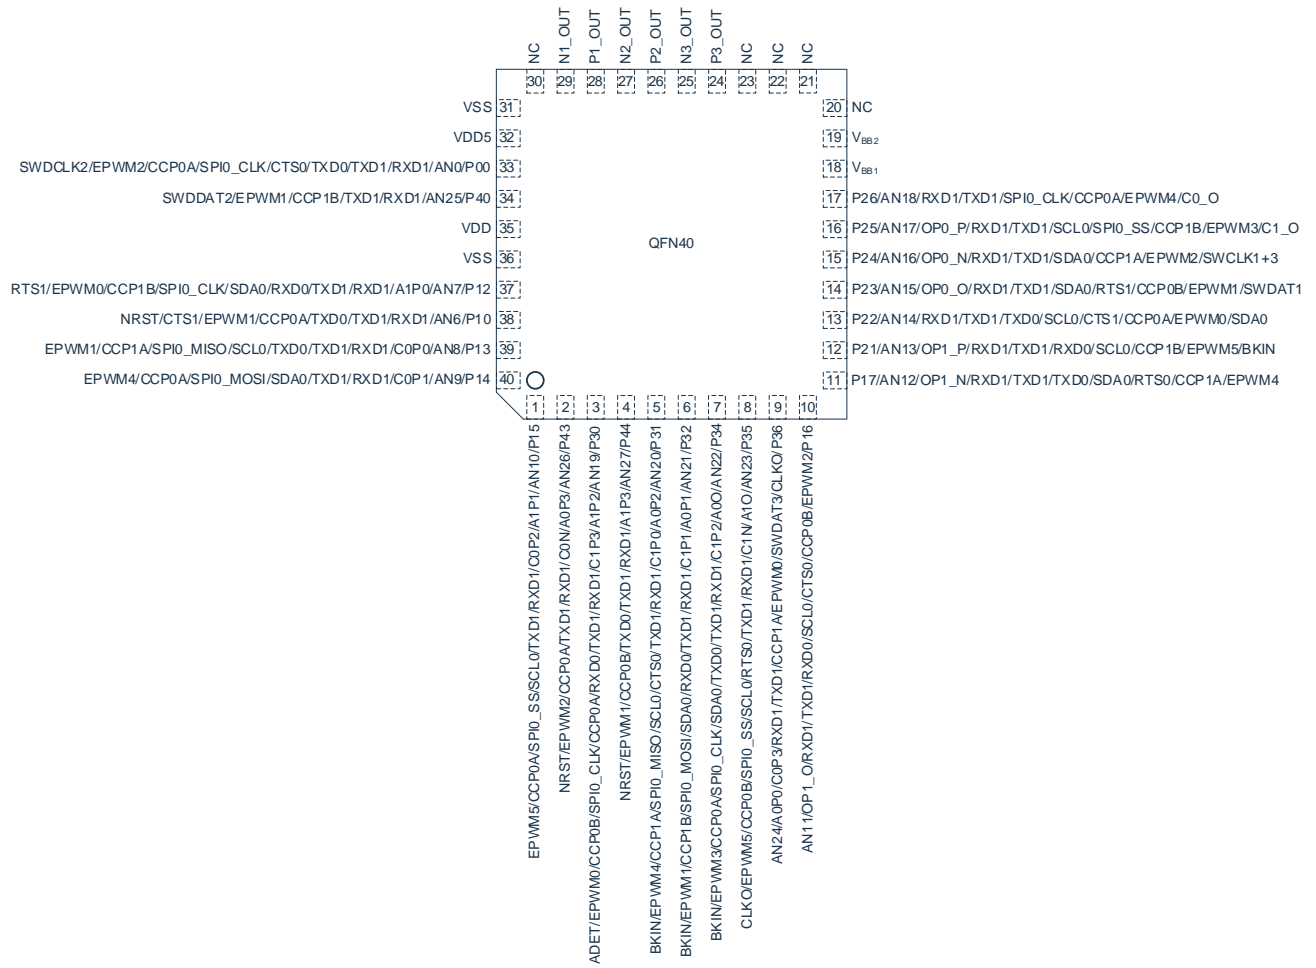 NC
N1_OUT
P1_OUT
N2_OUT
P2_OUT
N3_OUT
P3_OUT
NC
NC
NC
30 29 28 27 26 25 24 23 22 21
VSS 31
VDD5 32
SWDCLK2/EPWM2/CCP0A/SPI0_CLK/CTS0/TXD0/TXD1/RXD1/AN0/P00 33
SWDDAT2/EPWM1/CCP1B/TXD1/RXD1/AN25/P40 34
VDD 35
VSS 36
RTS1/EPWM0/CCP1B/SPI0_CLK/SDA0/RXD0/TXD1/RXD1/A1P0/AN7/P12 37
NRST/CTS1/EPWM1/CCP0A/TXD0/TXD1/RXD1/AN6/P10 38
EPWM1/CCP1A/SPI0_MISO/SCL0/TXD0/TXD1/RXD1/C0P0/AN8/P13 39
EPWM4/CCP0A/SPI0_MOSI/SDA0/TXD1/RXD1/C0P1/AN9/P14 40
QFN40
20 NC
19 VBB2
18 VBB1
17 P26/AN18/RXD1/TXD1/SPI0_CLK/CCP0A/EPWM4/C0_O
16 P25/AN17/OP0_P/RXD1/TXD1/SCL0/SPI0_SS/CCP1B/EPWM3/C1_O
15 P24/AN16/OP0_N/RXD1/TXD1/SDA0/CCP1A/EPWM2/SWCLK1+3
14 P23/AN15/OP0_O/RXD1/TXD1/SDA0/RTS1/CCP0B/EPWM1/SWDAT1
13 P22/AN14/RXD1/TXD1/TXD0/SCL0/CTS1/CCP0A/EPWM0/SDA0
12 P21/AN13/OP1_P/RXD1/TXD1/RXD0/SCL0/CCP1B/EPWM5/BKIN
11 P17/AN12/OP1_N/RXD1/TXD1/TXD0/SDA0/RTS0/CCP1A/EPWM4
1 2 3 4 5 6 7 8 9 10
EPWM5/CCP0A/SPI0_SS/SCL0/TXD1/RXD1/C0P2/A1P1/AN10/P15
NRST/EPWM2/CCP0A/TXD1/RXD1/C0N/A0P3/AN26/P43
ADET/EPWM0/CCP0B/SPI0_CLK/CCP0A/RXD0/TXD1/RXD1/C1P3/A1P2/AN19/P30
NRST/EPWM1/CCP0B/TXD0/TXD1/RXD1/A1P3/AN27/P44
BKIN/EPWM4/CCP1A/SPI0_MISO/SCL0/CTS0/TXD1/RXD1/C1P0/A0P2/AN20/P31
BKIN/EPWM1/CCP1B/SPI0_MOSI/SDA0/RXD0/TXD1/RXD1/C1P1/A0P1/AN21/P32
BKIN/EPWM3/CCP0A/SPI0_CLK/SDA0/TXD0/TXD1/RXD1/C1P2/A0O/AN22/P34
CLKO/EPWM5/CCP0B/SPI0_SS/SCL0/RTS0/TXD1/RXD1/C1N/A1O/AN23/P35
AN24/A0P0/C0P3/RXD1/TXD1/CCP1A/EPWM0/SWDAT3/CLKO/P36
AN11/OP1_O/RXD1/TXD1/RXD0/SCL0/CTS0/CCP0B/EPWM2/P16